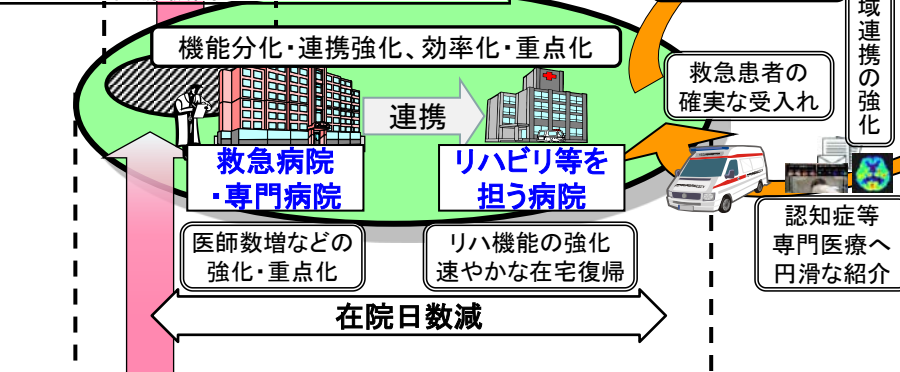 機能分化・連携強化、効率化・重点化
域連携の強化
救急患者の
確実な受入れ
連携
救急病院
・専門病院
リハビリ等を
担う病院
医師数増などの
強化・重点化
リハ機能の強化
速やかな在宅復帰
認知症等
専門医療へ
円滑な紹介
在院日数減